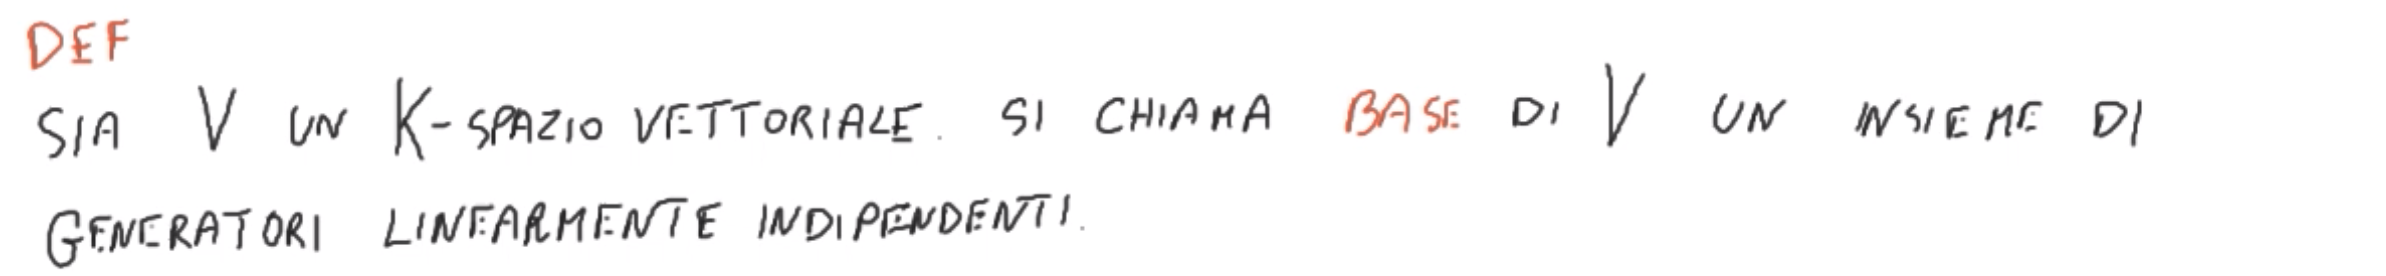 DEF
SIA V UN K-SPAZIO VETTORIALE. SI CHIAMA BASE DI V UN INSIEME DI
GENERATORI LINEARMENTE INDIPENDENTI.